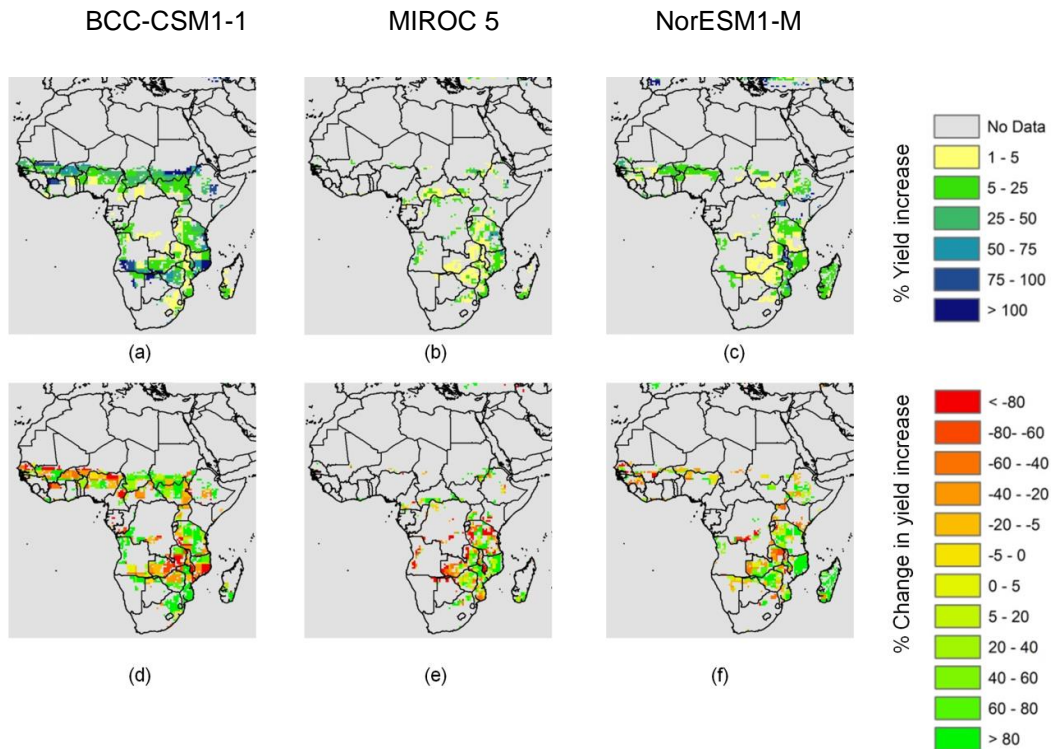 BCC-CSM1-1
MIROC 5
NorESM1-M
(a)
(b)
(c)
% Yield increase
No Data
1 - 5
5 - 25
25 - 50
50 - 75
75 - 100
> 100
(d)
(e)
(f)
% Change in yield increase
< -80
-80- -60
-60 - -40
-40 - -20
-20 - -5
-5 - 0
0 - 5
5 - 20
20 - 40
40 - 60
60 - 80
> 80